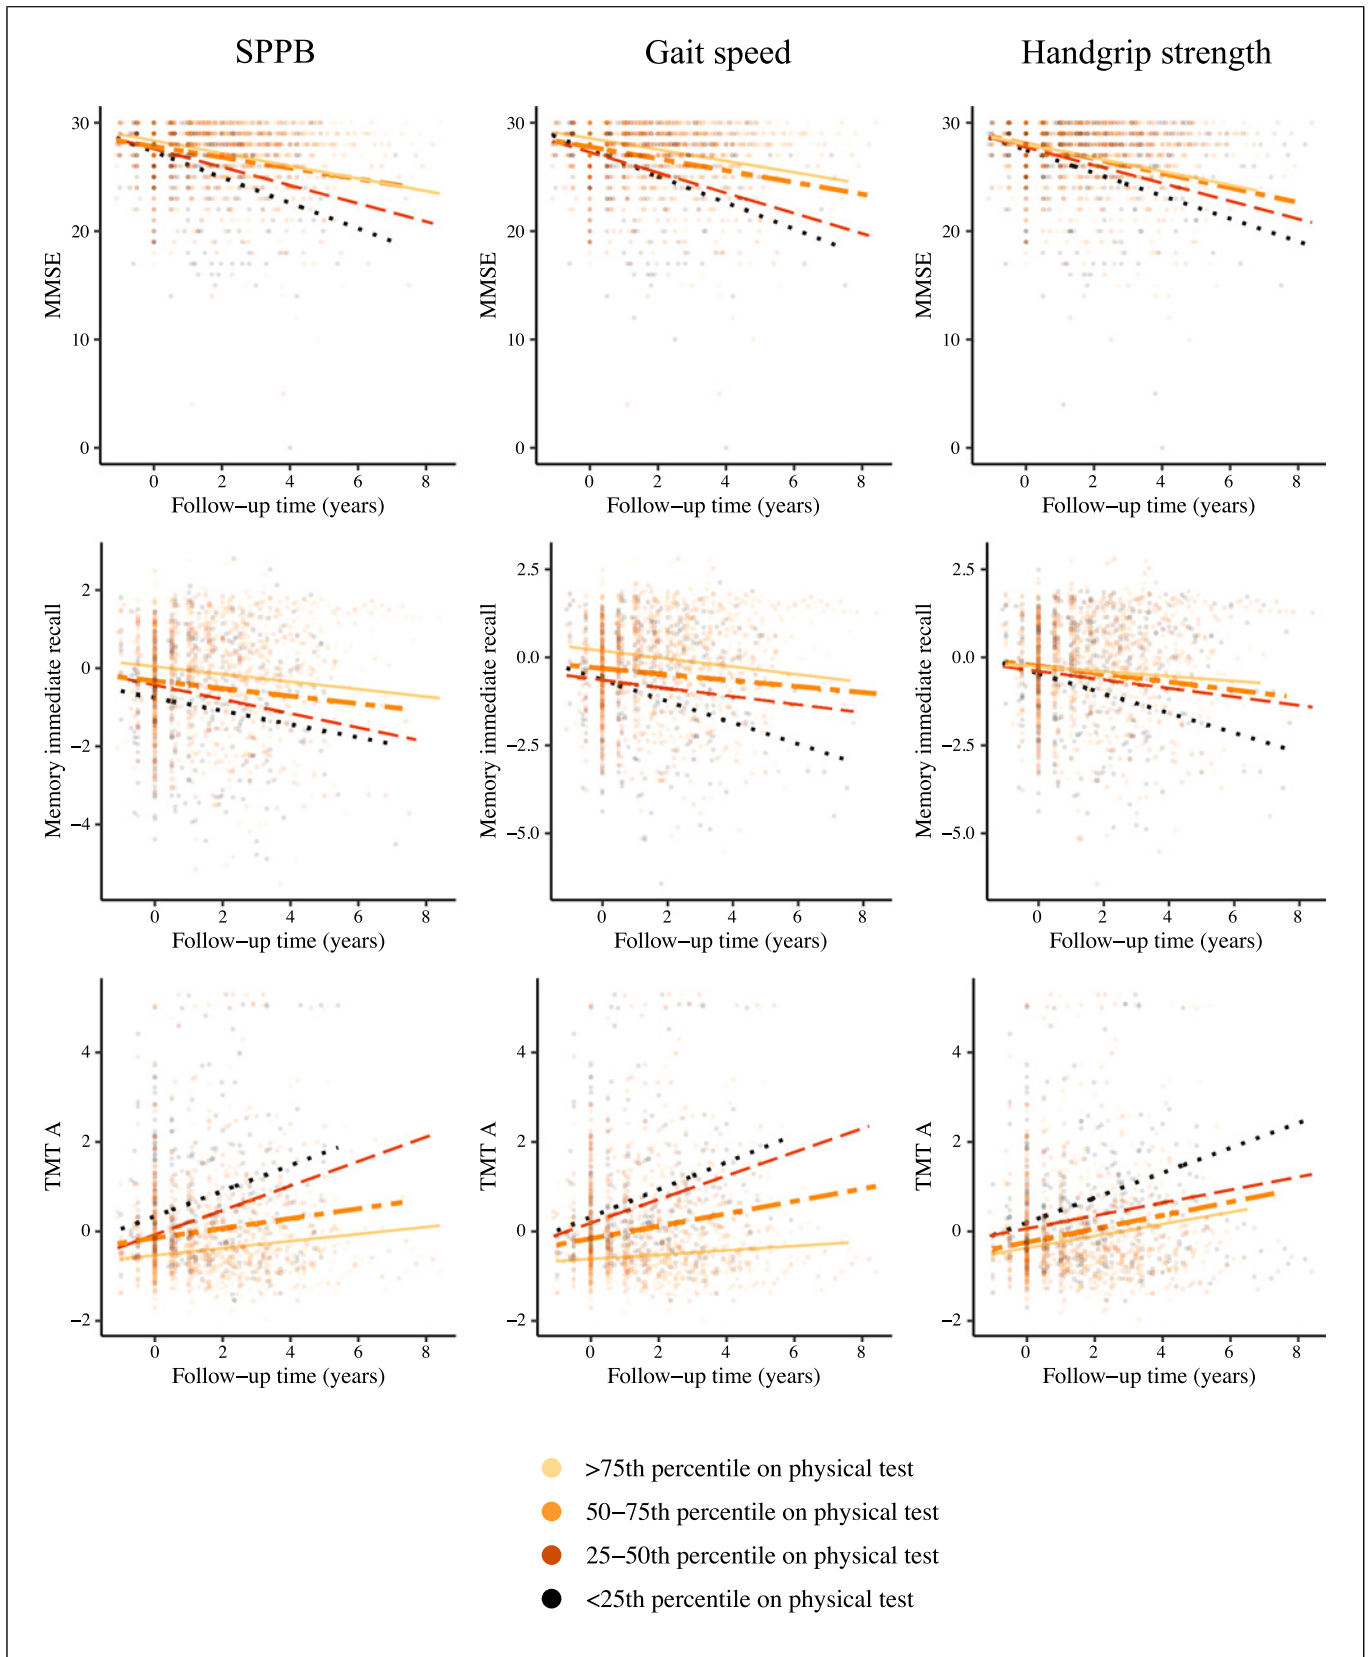 SPPB
Gait speed
Handgrip strength
30
20
10
0
MMSE
0 2 4 6 8
Follow−up time (years)
30
20
10
0
MMSE
0 2 4 6 8
Follow−up time (years)
30
20
10
0
MMSE
0 2 4 6 8
Follow−up time (years)
2
0
−2
−4
Memory immediate recall
0 2 4 6 8
Follow−up time (years)
2.5
0.0
−2.5
−5.0
Memory immediate recall
0 2 4 6 8
Follow−up time (years)
2.5
0.0
−2.5
−5.0
Memory immediate recall
0 2 4 6 8
Follow−up time (years)
4
2
0
−2
TMT A
0 2 4 6 8
Follow−up time (years)
4
2
0
−2
TMT A
0 2 4 6 8
Follow−up time (years)
4
2
0
−2
TMT A
0 2 4 6 8
Follow−up time (years)
>75th percentile on physical test
50−75th percentile on physical test
25−50th percentile on physical test
<25th percentile on physical test